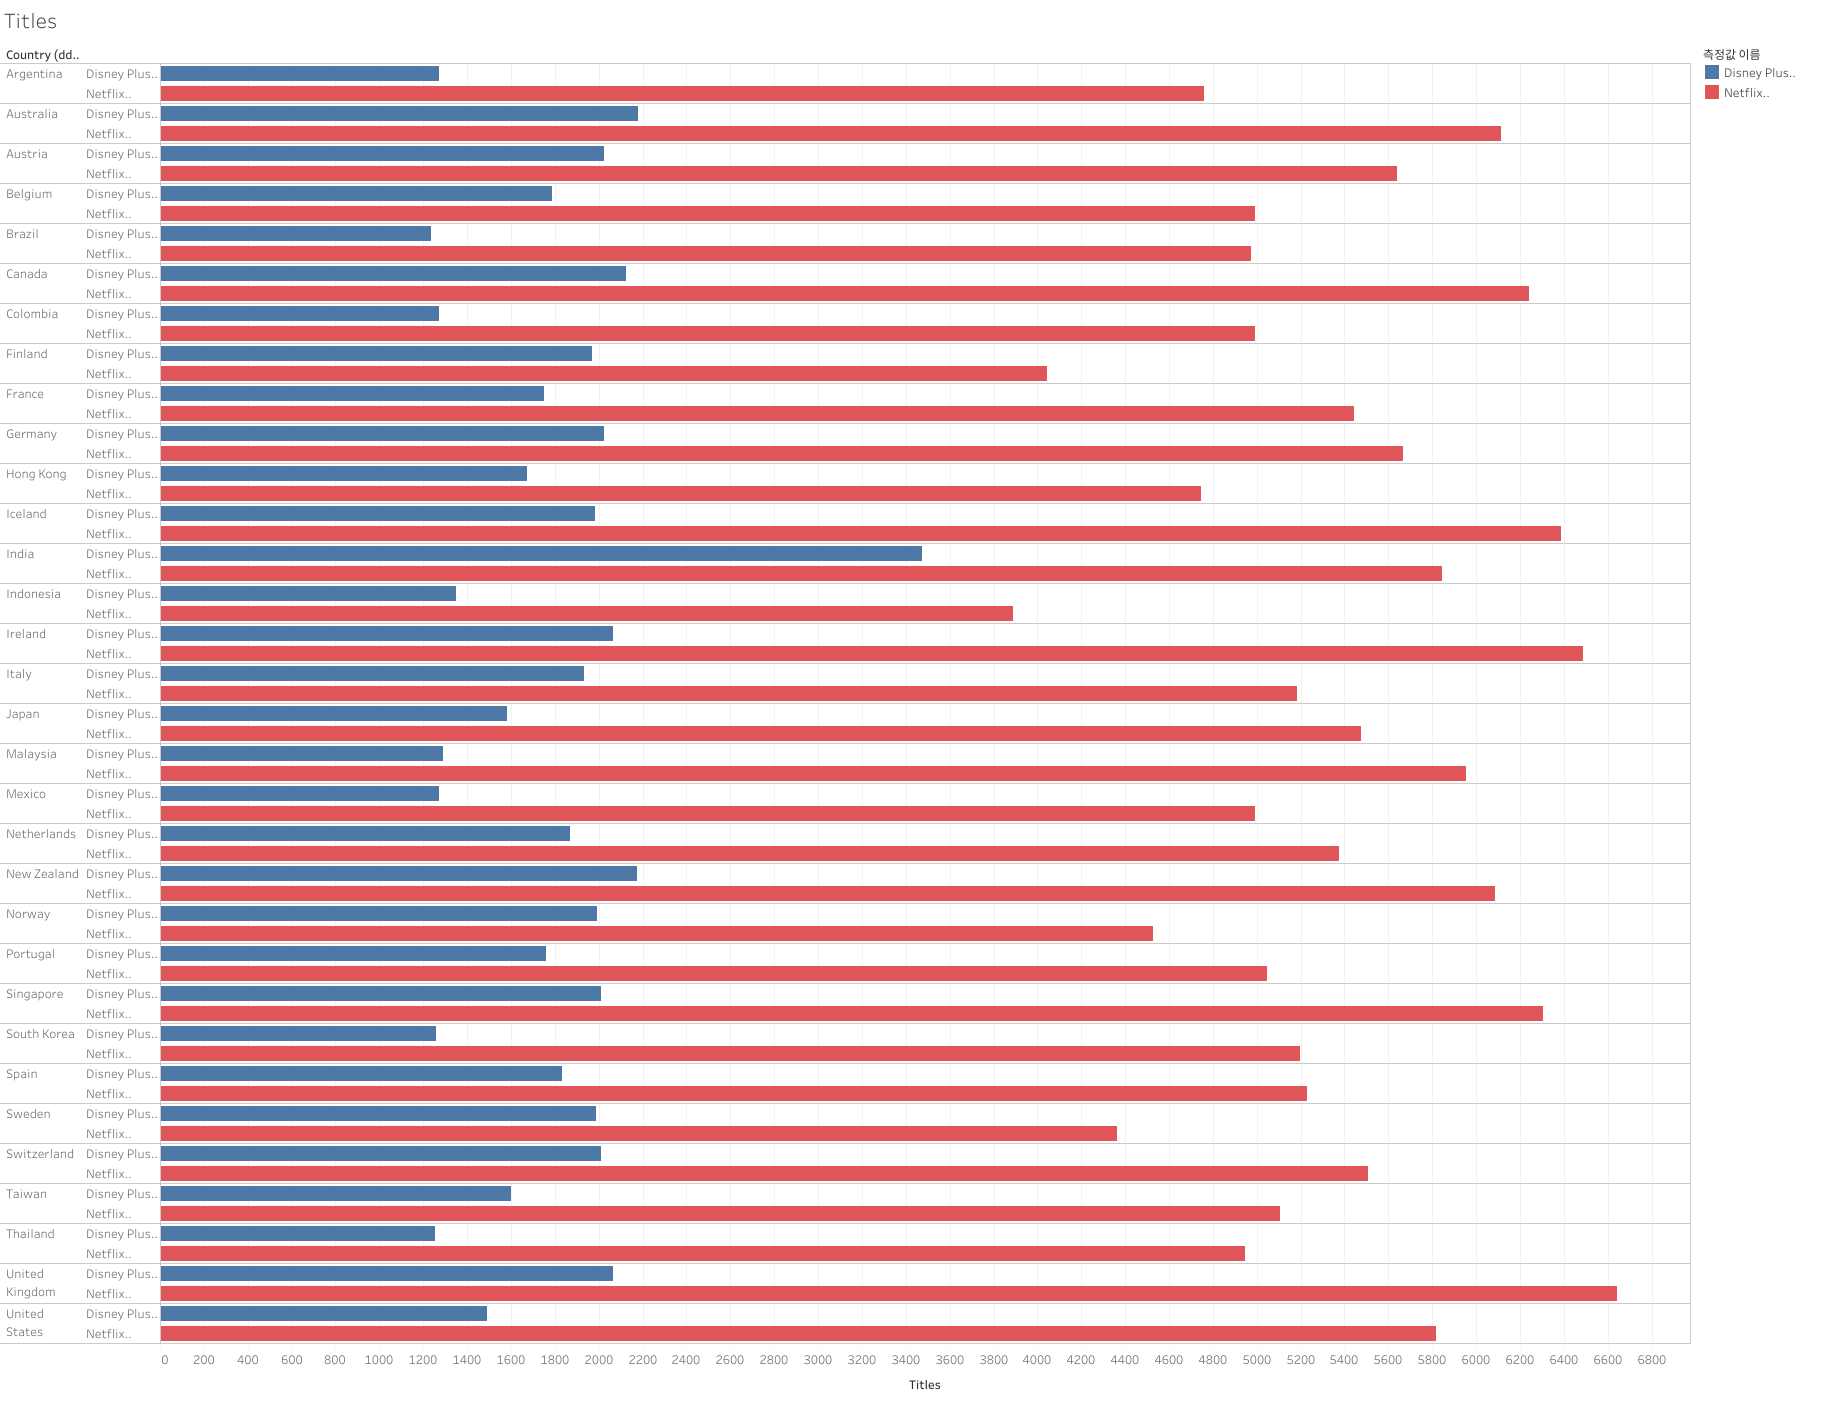 Titles
Country (dd..
측정값 이름
Argentina Disney Plus.. Disney Plus..
Netflix.. Netflix..
Australia Disney Plus..
Netflix..
Austria Disney Plus..
Netflix..
Belgium Disney Plus..
Netflix..
Brazil Disney Plus..
Netflix..
Canada Disney Plus..
Netflix..
Colombia Disney Plus..
Netflix..
Finland Disney Plus..
Netflix..
France Disney Plus..
Netflix..
Germany Disney Plus..
Netflix..
Hong Kong Disney Plus..
Netflix..
Iceland Disney Plus..
Netflix..
India Disney Plus..
Netflix..
Indonesia Disney Plus..
Netflix..
Ireland Disney Plus..
Netflix..
Italy Disney Plus..
Netflix..
Japan Disney Plus..
Netflix..
Malaysia Disney Plus..
Netflix..
Mexico Disney Plus..
Netflix..
Netherlands Disney Plus..
Netflix..
New Zealand Disney Plus..
Netflix..
Norway Disney Plus..
Netflix..
Portugal Disney Plus..
Netflix..
Singapore Disney Plus..
Netflix..
South Korea Disney Plus..
Netflix..
Spain Disney Plus..
Netflix..
Sweden Disney Plus..
Netflix..
Switzerland Disney Plus..
Netflix..
Taiwan Disney Plus..
Netflix..
Thailand Disney Plus..
Netflix..
United Disney Plus..
Kingdom Netflix..
United Disney Plus..
States Netflix..
0 200 400 600 800 1000 1200 1400 1600 1800 2000 2200 2400 2600 2800 3000 3200 3400 3600 3800 4000 4200 4400 4600 4800 5000 5200 5400 5600 5800 6000 6200 6400 6600 6800
Titles